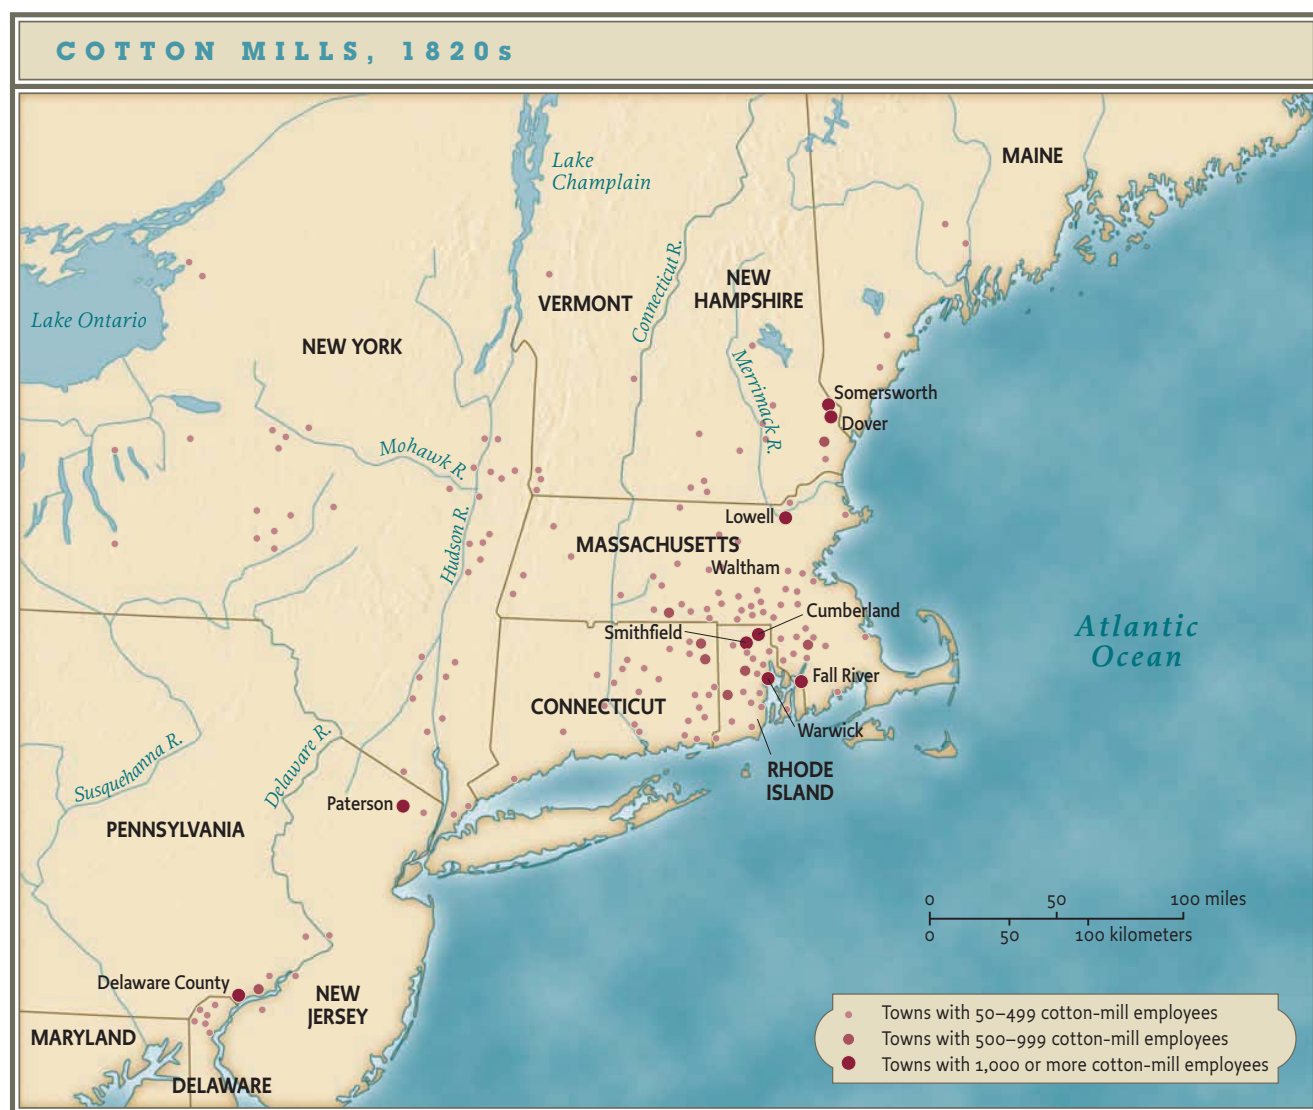 COTTON MILLS, 1820s
MAINE
Lake
Champlain
Connecticut R.
NEW
HAMPSHIRE
VERMONT
Lake Ontario
NEW YORK
Merrimack R.
Somersworth
Dover
Mohawk R.
Hudson R.
Lowell
MASSACHUSETTS
Waltham
Cumberland
Smithfield
Atlantic
Ocean
Fall River
CONNECTICUT
Warwick
RHODE
ISLAND
Susquehanna R.
Delaware R.
Paterson
PENNSYLVANIA
0 50 100 miles
0 50 100 kilometers
Delaware County
NEW
JERSEY
MARYLAND
DELAWARE
Towns with 50–499 cotton-mill employees
Towns with 500–999 cotton-mill employees
Towns with 1,000 or more cotton-mill employees